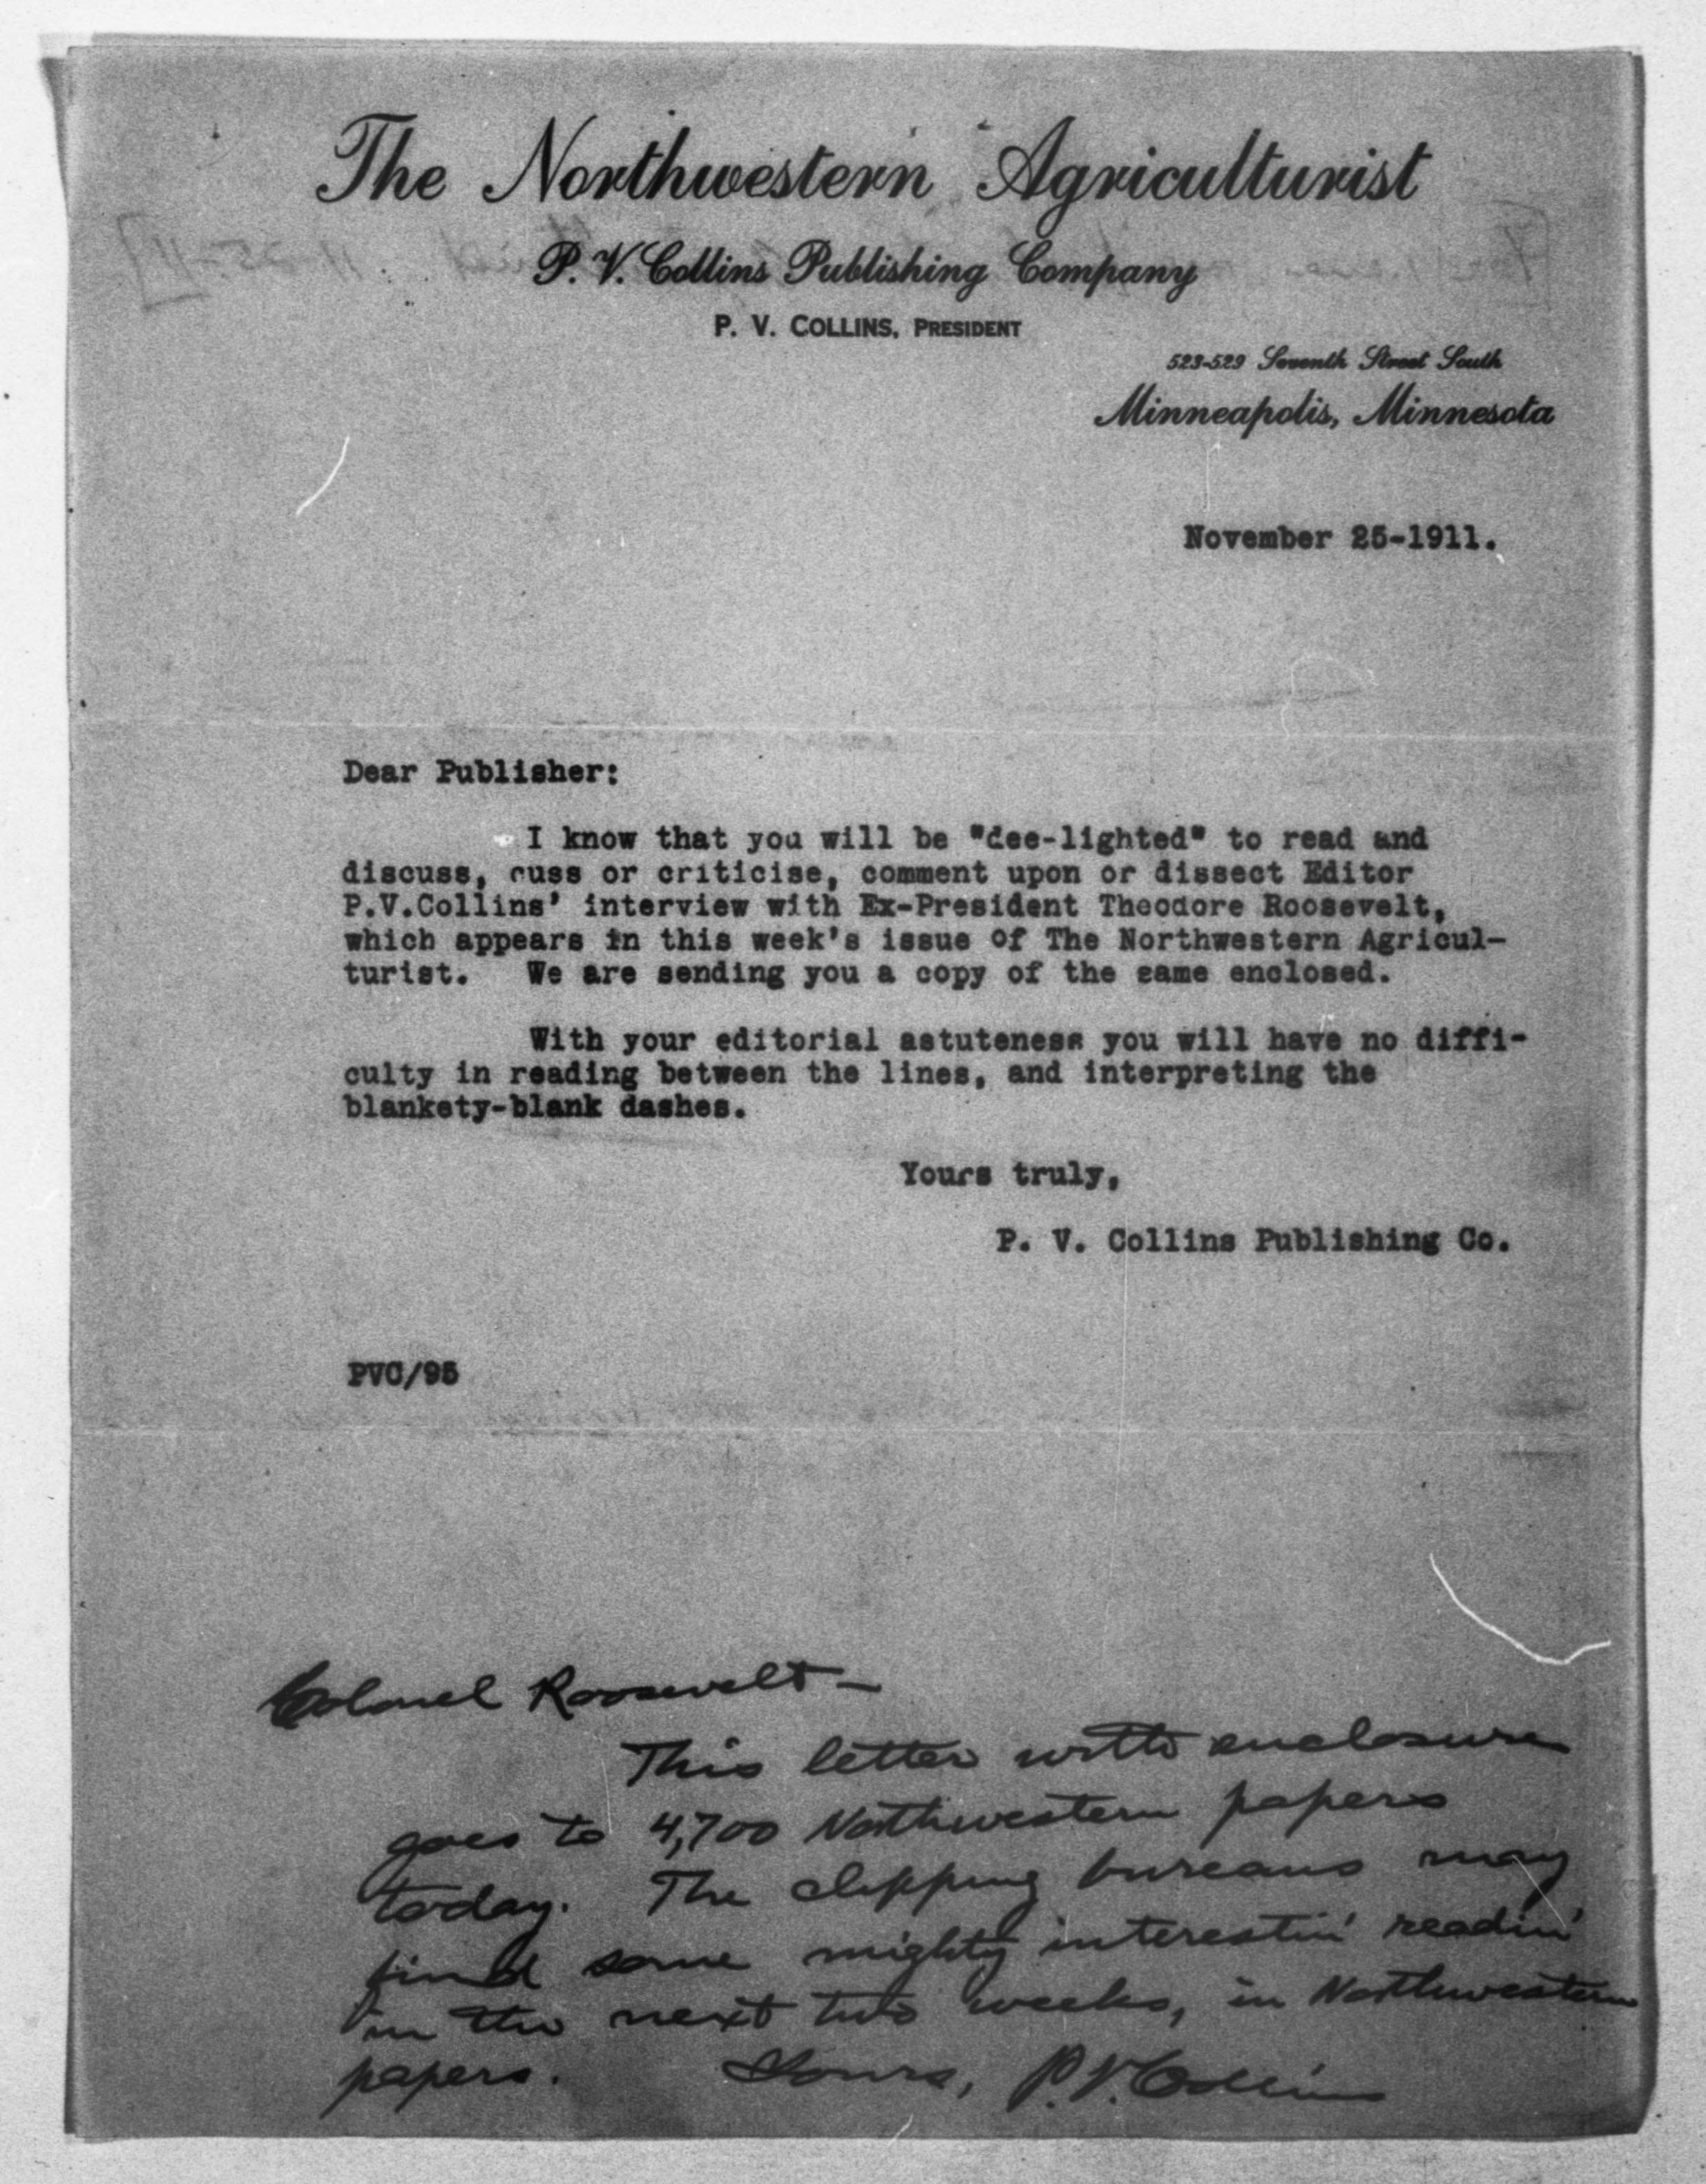 The Northwestern Agriculturist
P. V. Collins Publishing Company
P. V. COLLINS, PRESIDENT
523-529 Seventh Street South
Minneapolis, Minnesota
November 25-1911.
Dear Publisher:
I know that you will be "dee-lighted" to read and
discuss, cuss or criticise, comment upon or dissect Editor
P.V.Collins' interview with Ex-President Theodore Roosevelt,
which appears in this week's issue of The Northwestern Agricul-
turist. We are sending you a copy of the same enclosed.
With your editorial astuteness you will have no diffi-
culty in reading between the lines, and interpreting the
blankety-blank dashes.
Yours truly,
P. V. Collins Publishing Co.
PVC/95
Colonel Roosevelt —
This letter with enclosure
goes to 4,700 Northwestern papers
today. The clipping bureaus may
find some mighty interestin' readin'
in the next two weeks, in Northwestern
papers. Yours, P. V. Collins